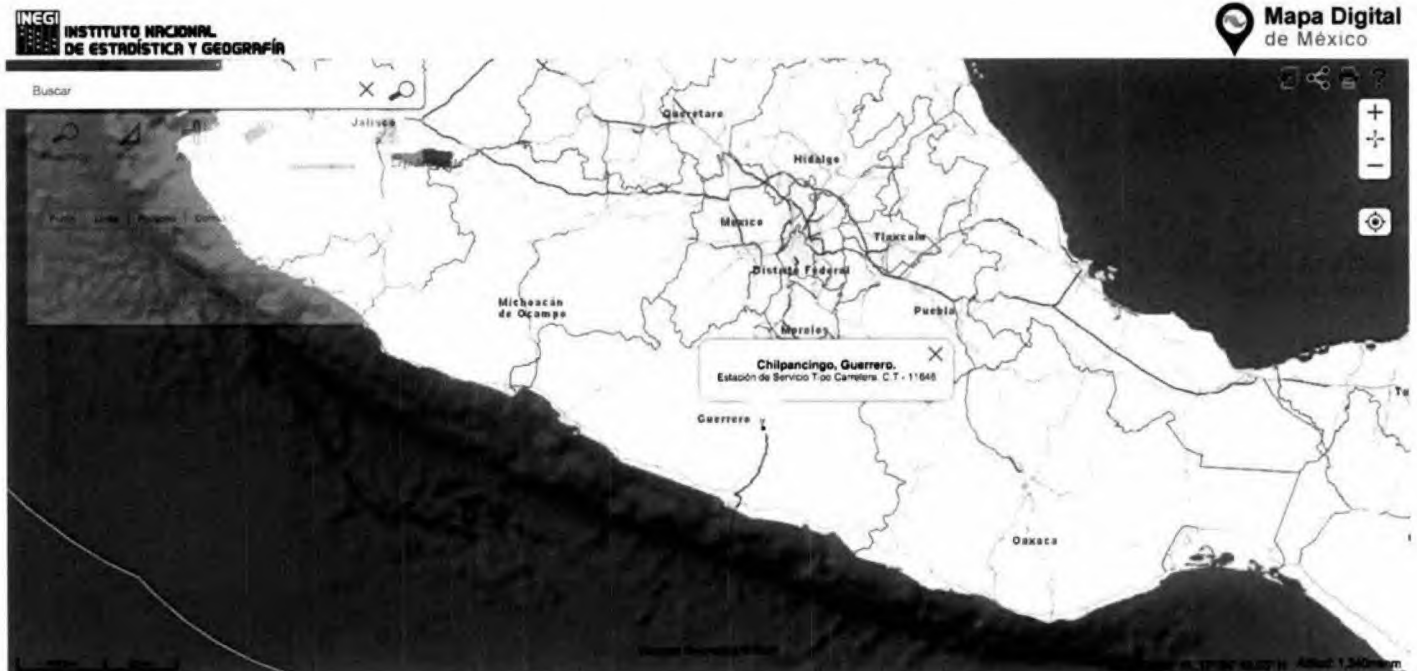 INEGI
INSTITUTO NACIONAL
DE ESTADÍSTICA Y GEOGRAFÍA
Mapa Digital
de México
Buscar
Jalisco
Querétaro
Hidalgo
México
Tlaxcala
Distrito Federal
Michoacán
de Ocampo
Puebla
Morelos
Chilpancingo, Guerrero.
Estación de Servicio Tipo Carretera. C.T - 11646
Guerrero
Oaxaca